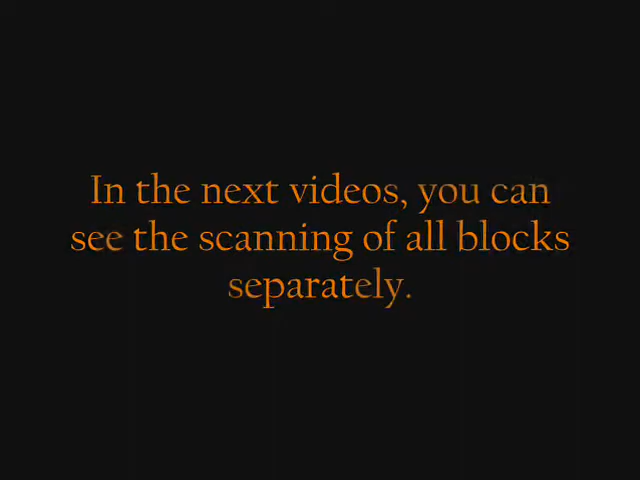 In the next videos, you can
see the scanning of all blocks
separately.